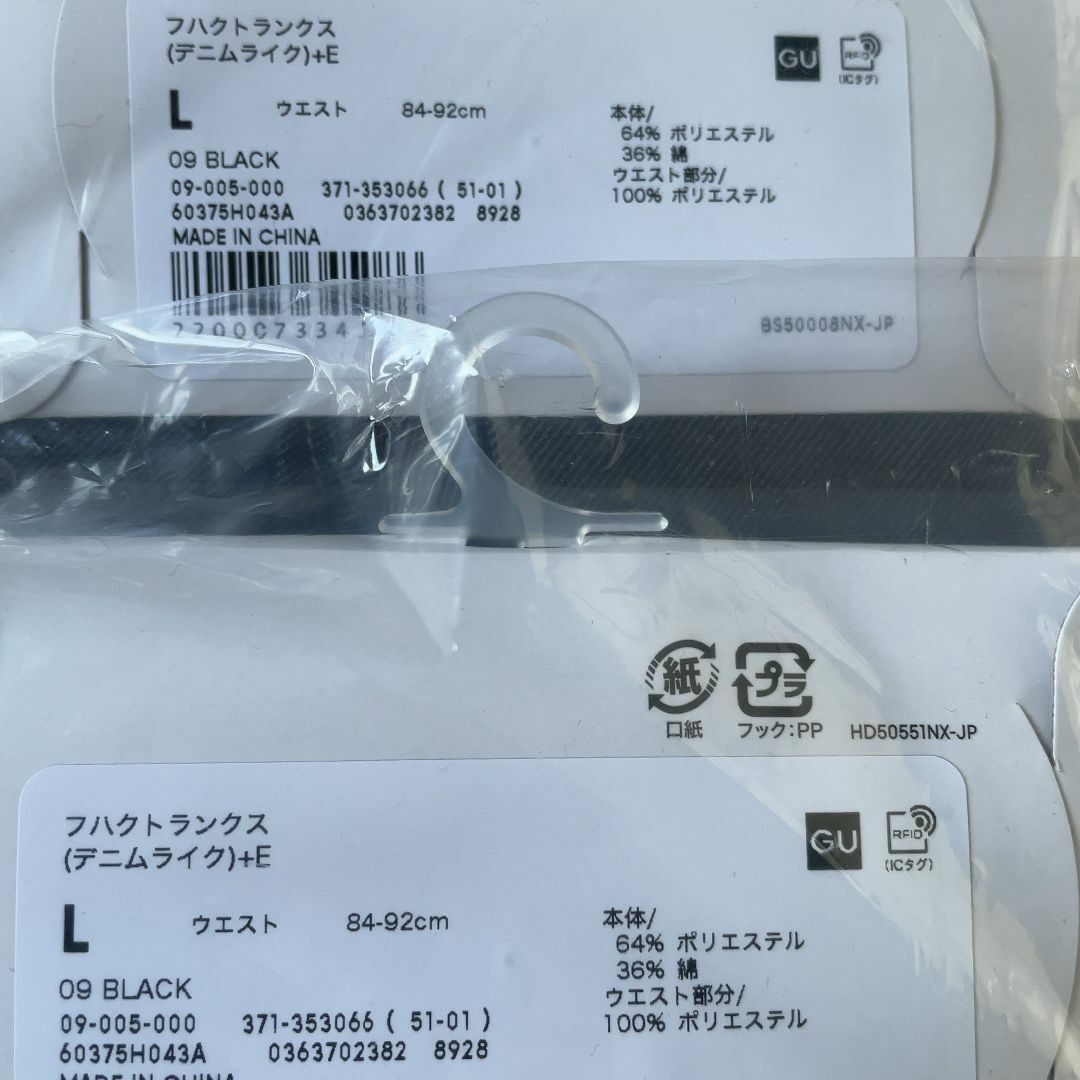 フハクトランクス
(デニムライク)+E
GU
RFID
(ICタグ)
L ウエスト 84-92cm
09 BLACK
09-005-000 371-353066 ( 51-01 )
60375H043A 0363702382 8928
MADE IN CHINA
本体/
64% ポリエステル
36% 綿
ウエスト部分/
100% ポリエステル
BS50008NX-JP
紙
口紙
プラ
フック:PP
HD50551NX-JP
フハクトランクス
(デニムライク)+E
GU
RFID
(ICタグ)
L ウエスト 84-92cm
09 BLACK
09-005-000 371-353066 ( 51-01 )
60375H043A 0363702382 8928
MADE IN CHINA
本体/
64% ポリエステル
36% 綿
ウエスト部分/
100% ポリエステル